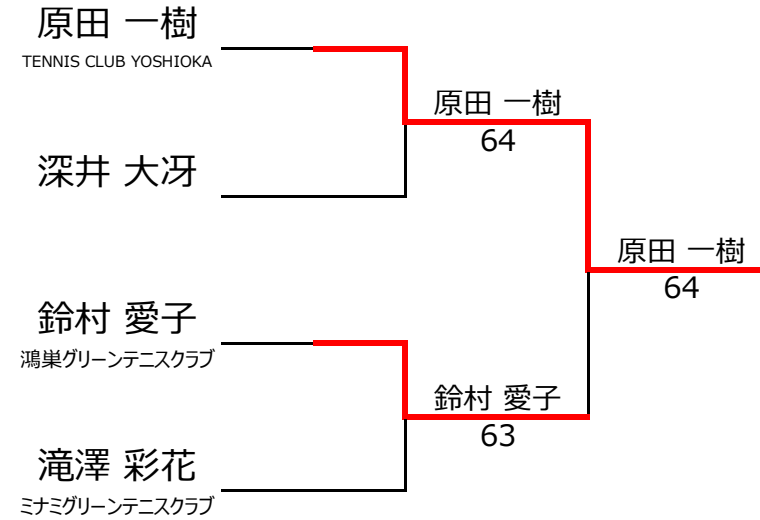 原田 一樹
TENNIS CLUB YOSHIOKA
原田 一樹
64
深井 大冴
原田 一樹
64
鈴村 愛子
鴻巣グリーンテニスクラブ
鈴村 愛子
63
滝澤 彩花
ミナミグリーンテニスクラブ